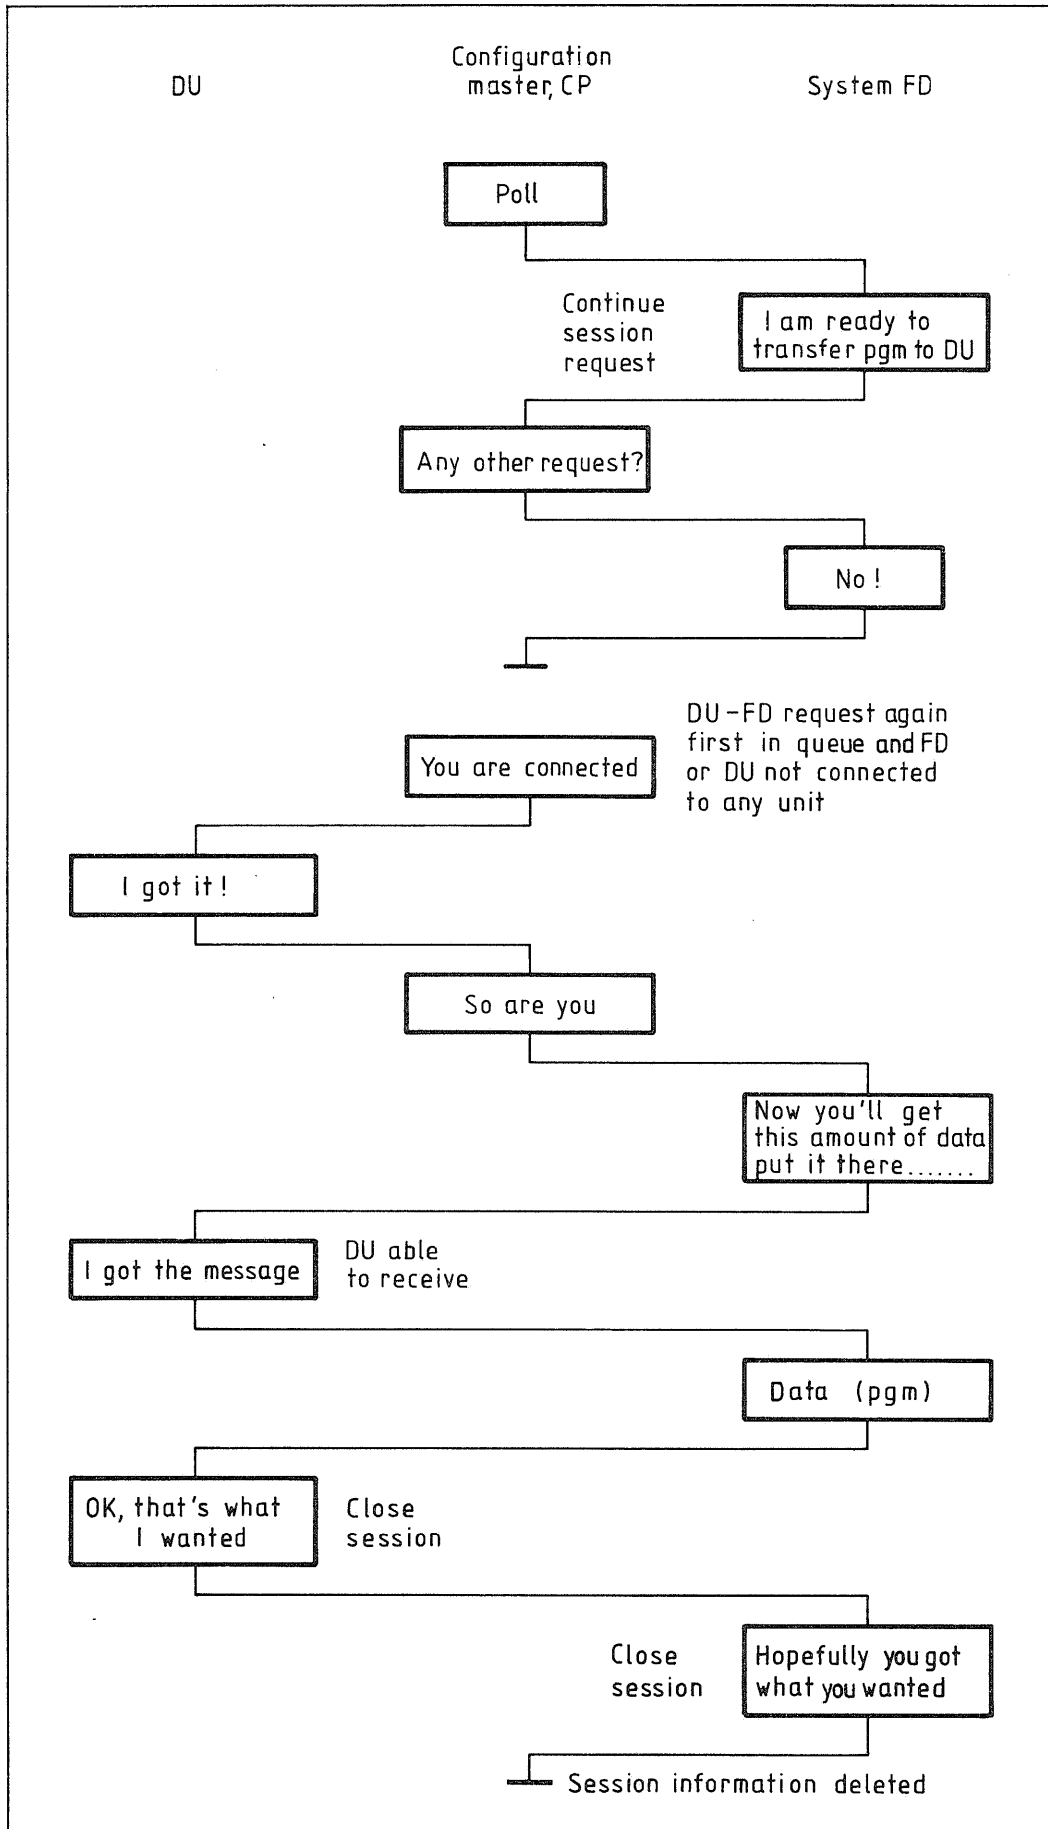 DU
Configuration
master, CP
System FD
Poll
Continue
session
request
I am ready to
transfer pgm to DU
Any other request?
No !
DU-FD request again
first in queue and FD
or DU not connected
to any unit
You are connected
I got it !
So are you
Now you'll get
this amount of data
put it there.......
I got the message
DU able
to receive
Data (pgm)
OK, that's what
I wanted
Close
session
Close
session
Hopefully you got
what you wanted
Session information deleted